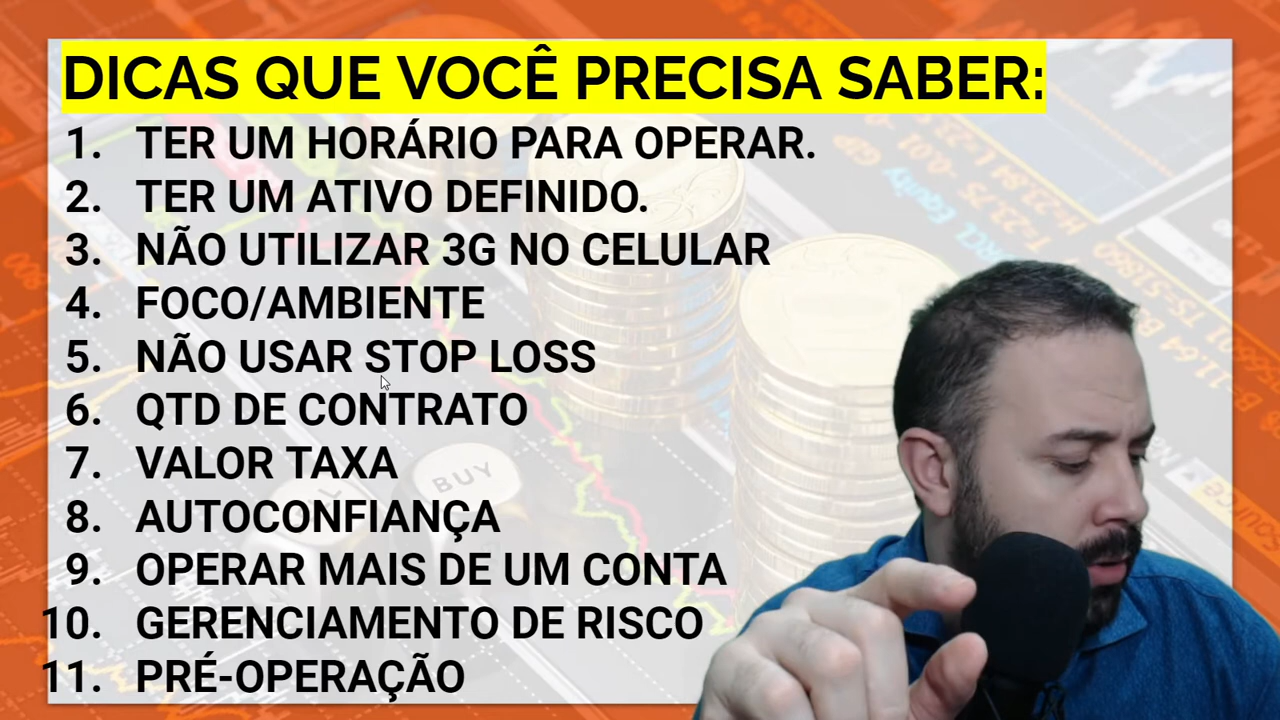 DICAS QUE VOCÊ PRECISA SABER:
1. TER UM HORÁRIO PARA OPERAR.
2. TER UM ATIVO DEFINIDO.
3. NÃO UTILIZAR 3G NO CELULAR
4. FOCO/AMBIENTE
5. NÃO USAR STOP LOSS
6. QTD DE CONTRATO
7. VALOR TAXA
8. AUTOCONFIANÇA
9. OPERAR MAIS DE UM CONTA
10. GERENCIAMENTO DE RISCO
11. PRÉ-OPERAÇÃO
BUY